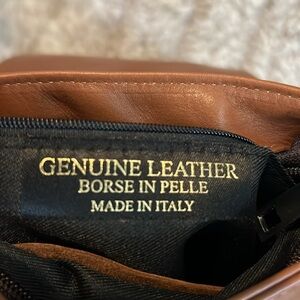 GENUINE LEATHER
BORSE IN PELLE
MADE IN ITALY